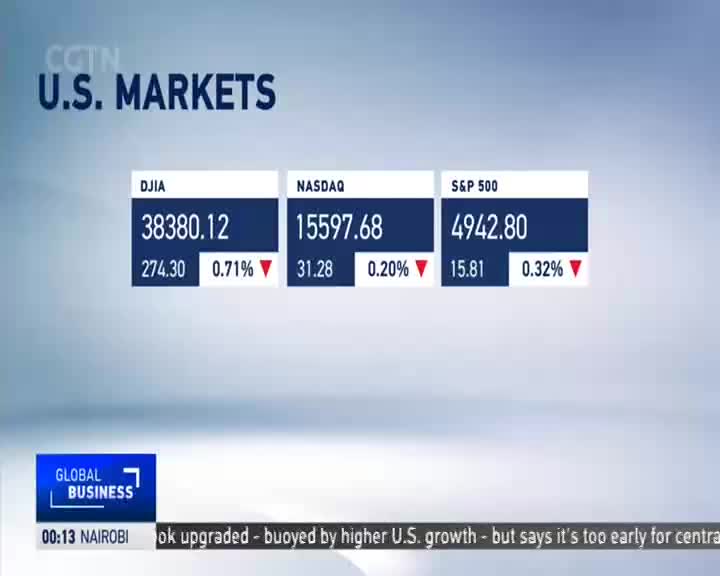 CGTN
U.S. MARKETS
DJIA
38380.12
274.30 0.71%
NASDAQ
15597.68
31.28 0.20%
S&P 500
4942.80
15.81 0.32%
GLOBAL
BUSINESS
00:13 NAIROBI
upgraded - buoyed by higher U.S. growth - but says it's too early for